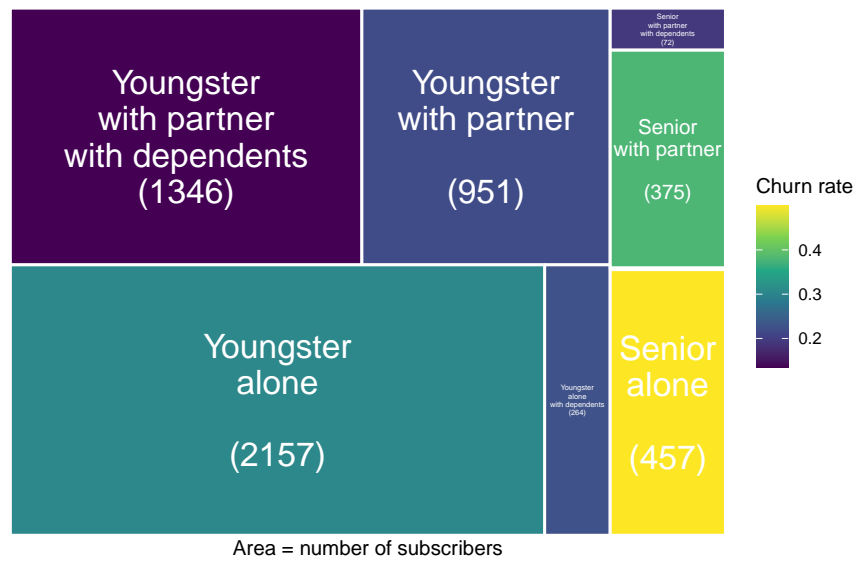 Youngster
with partner
with dependents
(1346)
Youngster
with partner
(951)
Senior
with partner
with dependents
(72)
Senior
with partner
(375)
Youngster
alone
(2157)
Youngster
alone
with dependents
(264)
Senior
alone
(457)
Churn rate
0.4
0.3
0.2
Area = number of subscribers